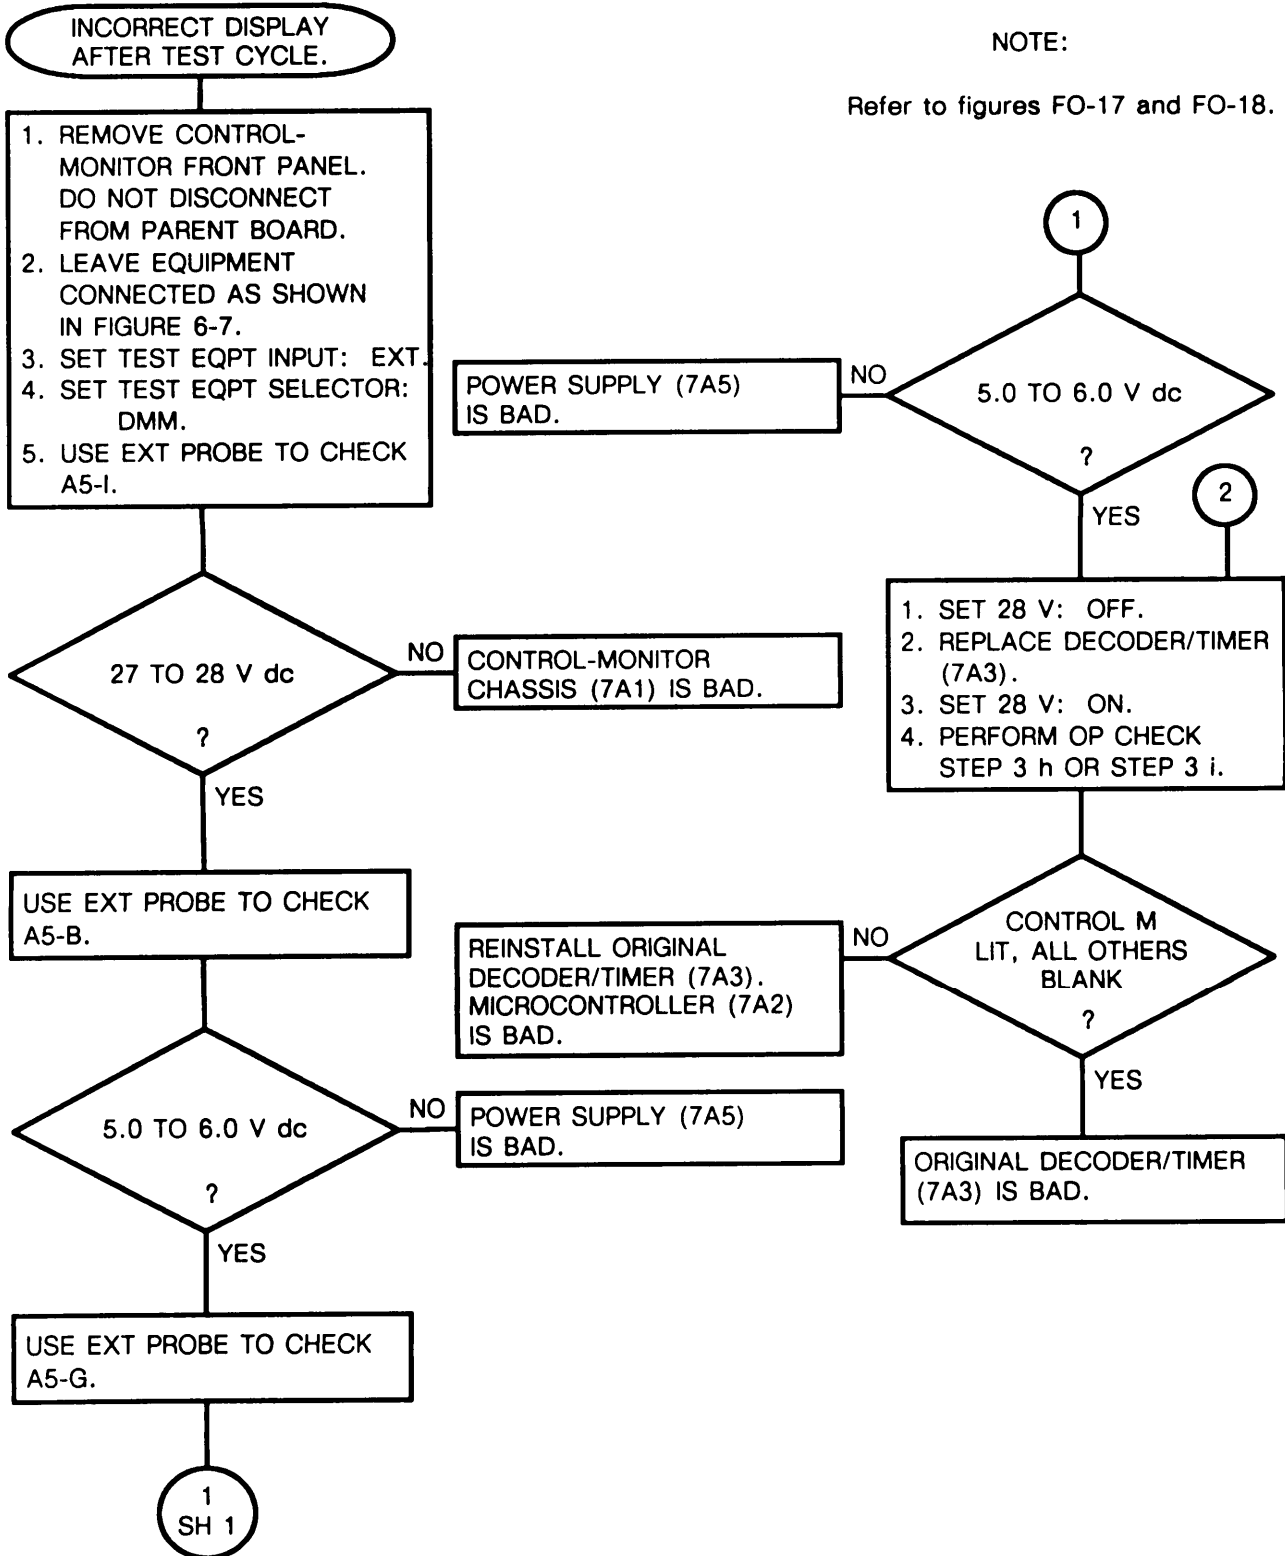 INCORRECT DISPLAY
AFTER TEST CYCLE.
1. REMOVE CONTROL-
MONITOR FRONT PANEL.
DO NOT DISCONNECT
FROM PARENT BOARD.
2. LEAVE EQUIPMENT
CONNECTED AS SHOWN
IN FIGURE 6-7.
3. SET TEST EQPT INPUT: EXT.
4. SET TEST EQPT SELECTOR:
DMM.
5. USE EXT PROBE TO CHECK
A5-I.
27 TO 28 V dc
?
NO
CONTROL-MONITOR
CHASSIS (7A1) IS BAD.
YES
USE EXT PROBE TO CHECK
A5-B.
5.0 TO 6.0 V dc
?
NO
POWER SUPPLY (7A5)
IS BAD.
YES
USE EXT PROBE TO CHECK
A5-G.
1
SH 1
NOTE:
Refer to figures FO-17 and FO-18.
1
5.0 TO 6.0 V dc
?
NO
POWER SUPPLY (7A5)
IS BAD.
YES
2
1. SET 28 V: OFF.
2. REPLACE DECODER/TIMER
(7A3).
3. SET 28 V: ON.
4. PERFORM OP CHECK
STEP 3 h OR STEP 3 i.
CONTROL M
LIT, ALL OTHERS
BLANK
?
NO
REINSTALL ORIGINAL
DECODER/TIMER (7A3).
MICROCONTROLLER (7A2)
IS BAD.
YES
ORIGINAL DECODER/TIMER
(7A3) IS BAD.